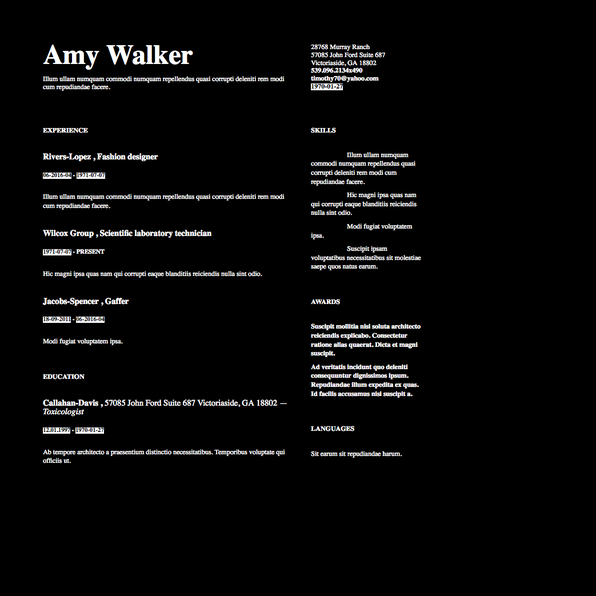 Amy Walker
Illum ullam numquam commodi numquam repellendus quasi corrupti deleniti rem modi
cum repudiandae facere.
28768 Murray Ranch
57085 John Ford Suite 687
Victoriaside, GA 18802
539.096.2134x490
timothy70@yahoo.com
1970-01-27
EXPERIENCE
Rivers-Lopez , Fashion designer
06-2016-04 - 1971-07-07
Illum ullam numquam commodi numquam repellendus quasi corrupti deleniti rem modi
cum repudiandae facere.
Wilcox Group , Scientific laboratory technician
1971-07-07 - PRESENT
Hic magni ipsa quas nam qui corrupti eaque blanditiis reiciendis nulla sint odio.
Jacobs-Spencer , Gaffer
16-09-2011 - 06-2016-04
Modi fugiat voluptatem ipsa.
EDUCATION
Callahan-Davis , 57085 John Ford Suite 687 Victoriaside, GA 18802 —
Toxicologist
12.01.1997 - 1970-01-27
Ab tempore architecto a praesentium distinctio necessitatibus. Temporibus voluptate qui
officiis ut.
SKILLS
Illum ullam numquam
commodi numquam repellendus quasi
corrupti deleniti rem modi cum
repudiandae facere.
Hic magni ipsa quas nam
qui corrupti eaque blanditiis reiciendis
nulla sint odio.
Modi fugiat voluptatem
ipsa.
Suscipit ipsam
voluptatibus necessitatibus sit molestiae
saepe quos natus earum.
AWARDS
Suscipit mollitia nisi soluta architecto
reiciendis explicabo. Consectetur
ratione alias quaerat. Dicta et magni
suscipit.
Ad veritatis incidunt quo deleniti
consequuntur dignissimos ipsum.
Repudiandae illum expedita ex quas.
Id facilis accusamus nisi suscipit a.
LANGUAGES
Sit earum sit repudiandae harum.